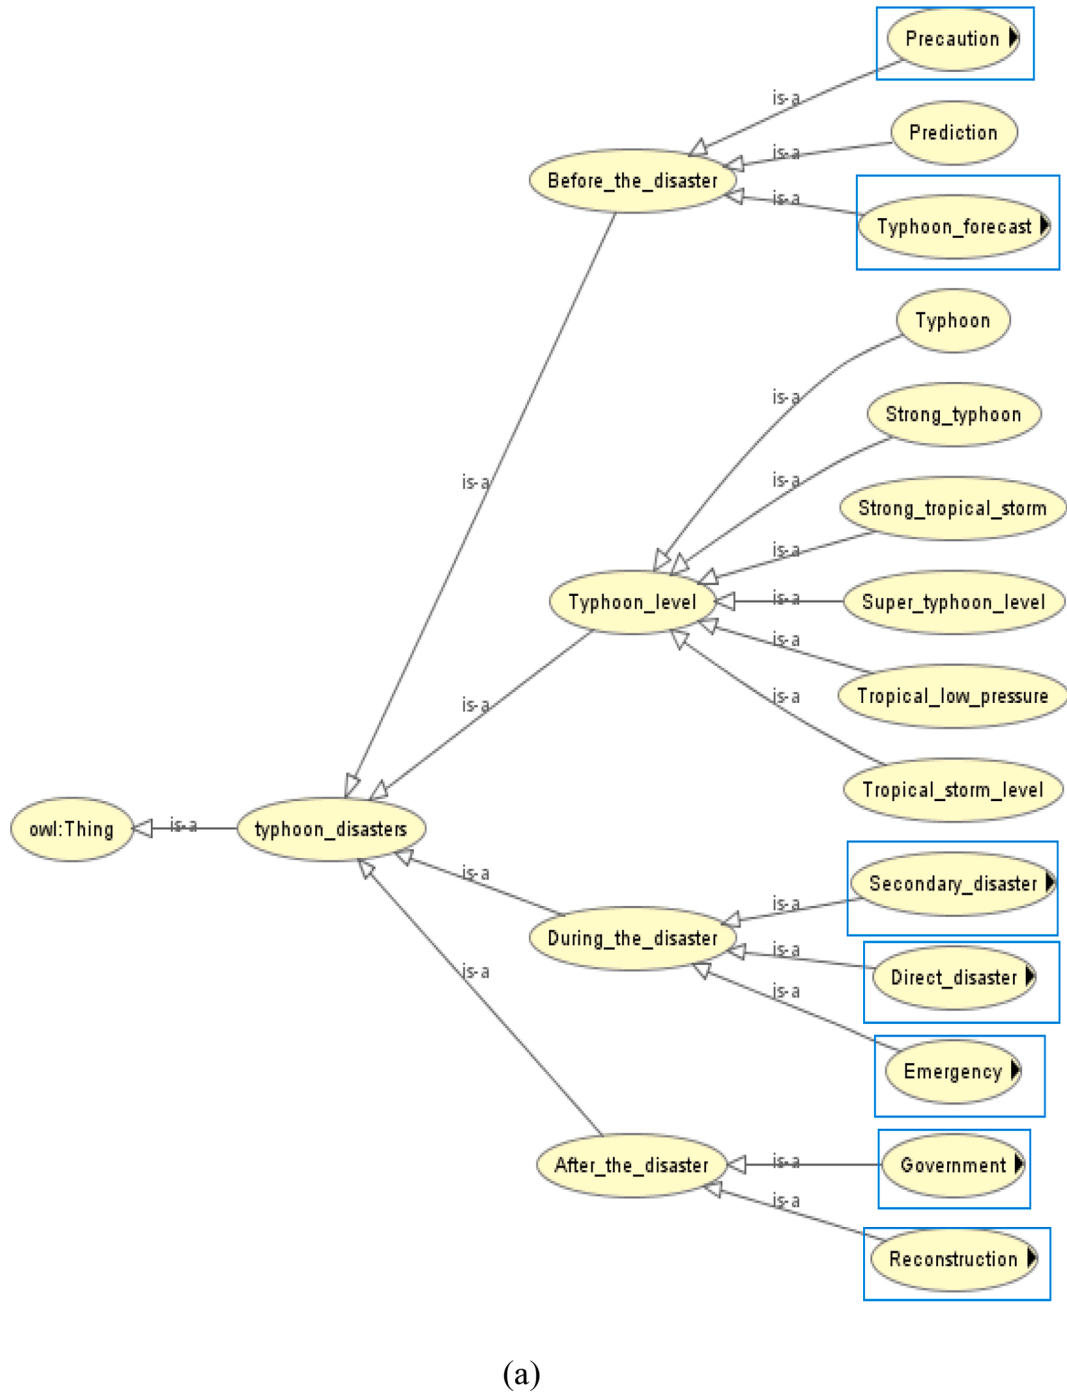 Precaution
is-a
Prediction
is-a
Before_the_disaster
is-a
Typhoon_forecast
Typhoon
is-a
Strong_typhoon
is-a
is-a
Strong_tropical_storm
is-a
Typhoon_level
is-a
Super_typhoon_level
is-a
Tropical_low_pressure
is-a
is-a
Tropical_storm_level
owl:Thing
is-a
typhoon_disasters
is-a
Secondary_disaster
is-a
During_the_disaster
is-a
Direct_disaster
is-a
is-a
Emergency
After_the_disaster
is-a
Government
is-a
Reconstruction
(a)